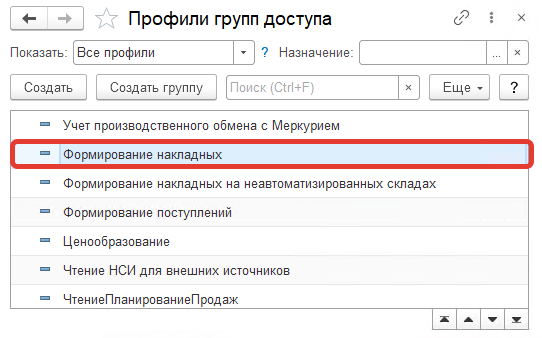 Профили групп доступа
Показать: Все профили ? Назначение: ... ×
Создать Создать группу Поиск (Ctrl+F) × Еще ?
Учет производственного обмена с Меркурием
Формирование накладных
Формирование накладных на неавтоматизированных складах
Формирование поступлений
Ценообразование
Чтение НСИ для внешних источников
ЧтениеПланированиеПродаж